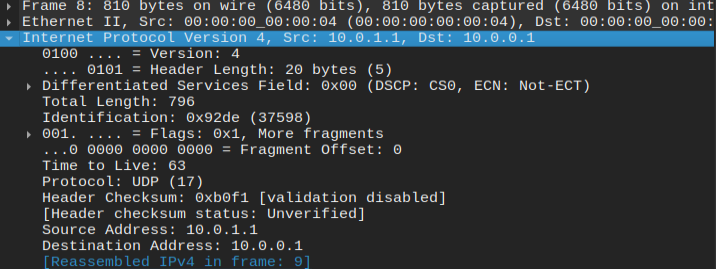 Frame 8: 810 bytes on wire (6480 bits), 810 bytes captured (6480 bits) on int
Ethernet II, Src: 00:00:00_00:00:04 (00:00:00:00:00:04), Dst: 00:00:00_00:00:
Internet Protocol Version 4, Src: 10.0.1.1, Dst: 10.0.0.1
0100 .... = Version: 4
.... 0101 = Header Length: 20 bytes (5)
Differentiated Services Field: 0x00 (DSCP: CS0, ECN: Not-ECT)
Total Length: 796
Identification: 0x92de (37598)
001. .... = Flags: 0x1, More fragments
...0 0000 0000 0000 = Fragment Offset: 0
Time to Live: 63
Protocol: UDP (17)
Header Checksum: 0xb0f1 [validation disabled]
[Header checksum status: Unverified]
Source Address: 10.0.1.1
Destination Address: 10.0.0.1
[Reassembled IPv4 in frame: 9]